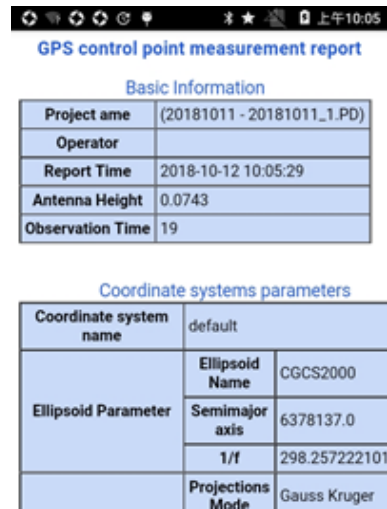 上午10:05
GPS control point measurement report
Basic Information
Project ame (20181011 - 20181011_1.PD)
Operator
Report Time 2018-10-12 10:05:29
Antenna Height 0.0743
Observation Time 19
Coordinate systems parameters
Coordinate system
name
default
Ellipsoid Parameter
Ellipsoid
Name
CGCS2000
Semimajor
axis
6378137.0
1/f 298.257222101
Projections
Mode
Gauss Kruger